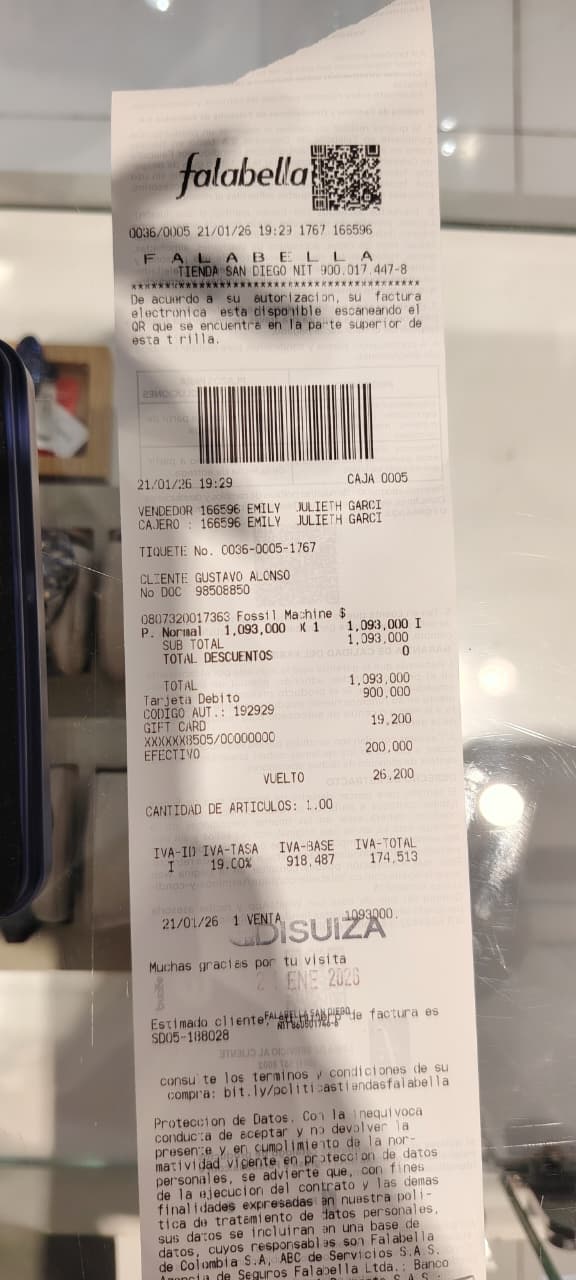 falabella
0036/0005 21/01/26 19:29 1767 166596
F A L A B E L L A
TIENDA SAN DIEGO NIT 900.017.447-8
******************************************
De acuerdo a su autorizacion, su factura
electronica esta disponible escaneando el
QR que se encuentra en la parte superior de
esta tirilla.
21/01/26 19:29 CAJA 0005
VENDEDOR 166596 EMILY JULIETH GARCI
CAJERO : 166596 EMILY JULIETH GARCI
TIQUETE No. 0036-0005-1767
CLIENTE GUSTAVO ALONSO
No DOC 98508850
0807320017363 Fossil Machine $
P. Normal 1,093,000 X 1 1,093,000 I
SUB TOTAL 1,093,000
TOTAL DESCUENTOS 0
TOTAL 1,093,000
Tarjeta Debito 900,000
CODIGO AUT.: 192929
GIFT CARD 19,200
XXXXXX8505/00000000
EFECTIVO 200,000
VUELTO 26,200
CANTIDAD DE ARTICULOS: 1.00
IVA-ID IVA-TASA IVA-BASE IVA-TOTAL
I 19.00% 918,487 174,513
21/01/26 1 VENTA 1093000.
DISUIZA
Muchas gracias por tu visita
ENE 2026
FALABELLA SAN DIEGO
Estimado cliente, de factura es
SD05-188028
consulte los terminos y condiciones de su
compra: bit.ly/politicastiendasfalabella
Proteccion de Datos. Con la inequivoca
conducta de aceptar y no devolver la
presente y en cumplimiento de la nor-
matividad vigente en proteccion de datos
personales, se advierte que, con fines
de la ejecucion del contrato y las demas
finalidades expresadas en nuestra poli-
tica de tratamiento de datos personales,
sus datos se incluiran en una base de
datos, cuyos responsables son Falabella
de Colombia S.A, ABC de Servicios S.A.S.
Agencia de Seguros Falabella Ltda.; Banco